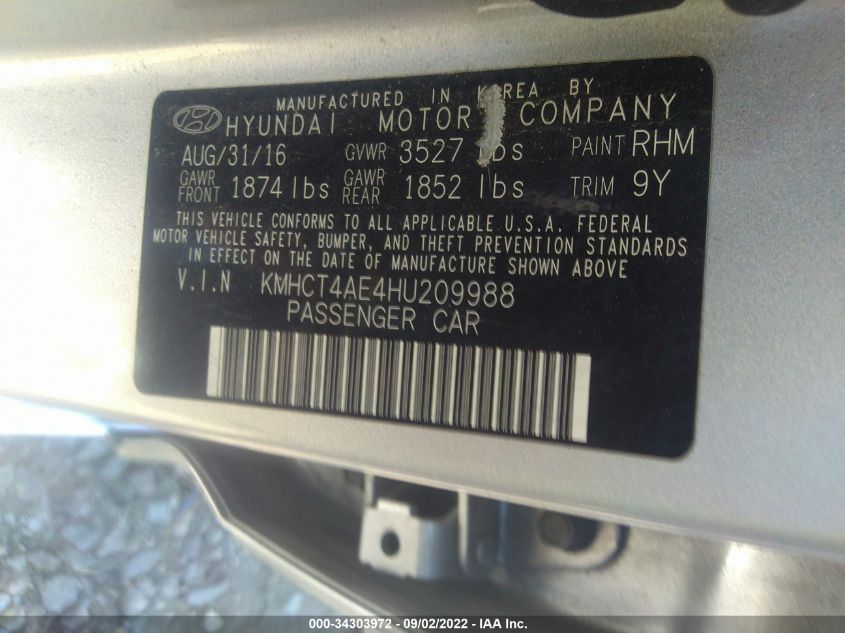 MANUFACTURED IN KOREA BY
HYUNDAI MOTOR COMPANY
AUG/31/16 GVWR 3527 lbs PAINT RHM
GAWR FRONT 1874 lbs GAWR REAR 1852 lbs TRIM 9Y
THIS VEHICLE CONFORMS TO ALL APPLICABLE U.S.A. FEDERAL
MOTOR VEHICLE SAFETY, BUMPER, AND THEFT PREVENTION STANDARDS
IN EFFECT ON THE DATE OF MANUFACTURE SHOWN ABOVE
V.I.N KMHCT4AE4HU209988
PASSENGER CAR
000-34303972 - 09/02/2022 - IAA Inc.